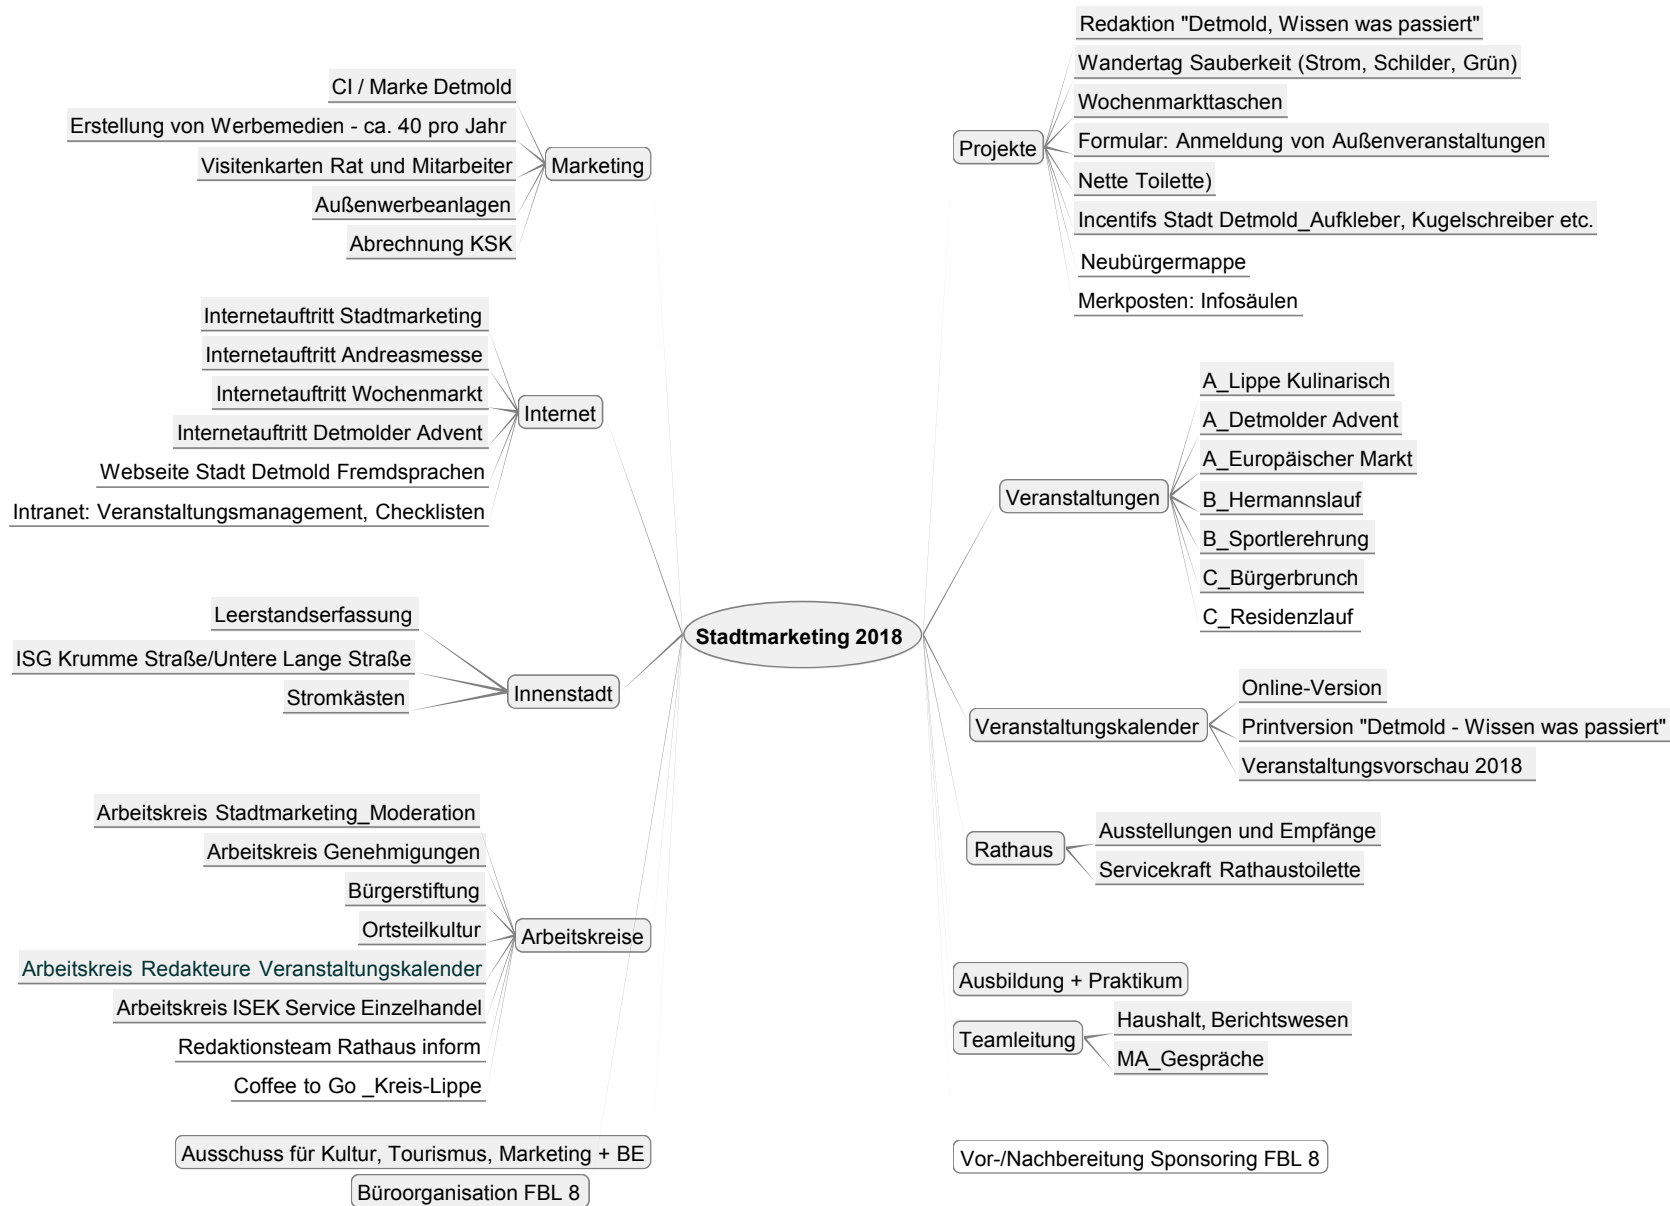 CI / Marke Detmold
Erstellung von Werbemedien - ca. 40 pro Jahr
Visitenkarten Rat und Mitarbeiter
Außenwerbeanlagen
Abrechnung KSK
Marketing
Internetauftritt Stadtmarketing
Internetauftritt Andreasmesse
Internetauftritt Wochenmarkt
Internetauftritt Detmolder Advent
Webseite Stadt Detmold Fremdsprachen
Intranet: Veranstaltungsmanagement, Checklisten
Internet
Leerstandserfassung
ISG Krumme Straße/Untere Lange Straße
Stromkästen
Innenstadt
Arbeitskreis Stadtmarketing_Moderation
Arbeitskreis Genehmigungen
Bürgerstiftung
Ortsteilkultur
Arbeitskreis Redakteure Veranstaltungskalender
Arbeitskreis ISEK Service Einzelhandel
Redaktionsteam Rathaus inform
Coffee to Go _Kreis-Lippe
Arbeitskreise
Ausschuss für Kultur, Tourismus, Marketing + BE
Büroorganisation FBL 8
Stadtmarketing 2018
Projekte
Redaktion "Detmold, Wissen was passiert"
Wandertag Sauberkeit (Strom, Schilder, Grün)
Wochenmarkttaschen
Formular: Anmeldung von Außenveranstaltungen
Nette Toilette)
Incentifs Stadt Detmold_Aufkleber, Kugelschreiber etc.
Neubürgermappe
Merkposten: Infosäulen
Veranstaltungen
A_Lippe Kulinarisch
A_Detmolder Advent
A_Europäischer Markt
B_Hermannslauf
B_Sportlerehrung
C_Bürgerbrunch
C_Residenzlauf
Veranstaltungskalender
Online-Version
Printversion "Detmold - Wissen was passiert"
Veranstaltungsvorschau 2018
Rathaus
Ausstellungen und Empfänge
Servicekraft Rathaustoilette
Ausbildung + Praktikum
Teamleitung
Haushalt, Berichtswesen
MA_Gespräche
Vor-/Nachbereitung Sponsoring FBL 8